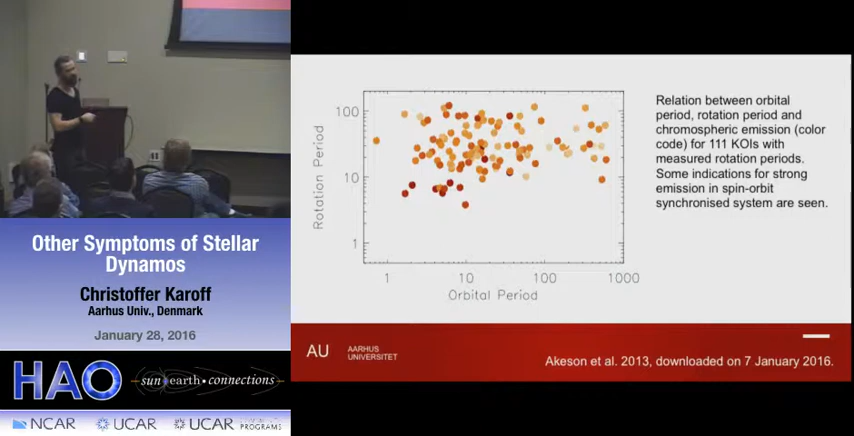 Other Symptoms of Stellar
Dynamos
Christoffer Karoff
Aarhus Univ., Denmark
January 28, 2016
HAO
sun earth • connections
NCAR
UCAR
UCAR PROGRAMS
Rotation Period
100
10
1
1
10
100
1000
Orbital Period
Relation between orbital
period, rotation period and
chromospheric emission (color
code) for 111 KOIs with
measured rotation periods.
Some indications for strong
emission in spin-orbit
synchronised system are seen.
AU
AARHUS
UNIVERSITET
Akeson et al. 2013, downloaded on 7 January 2016.